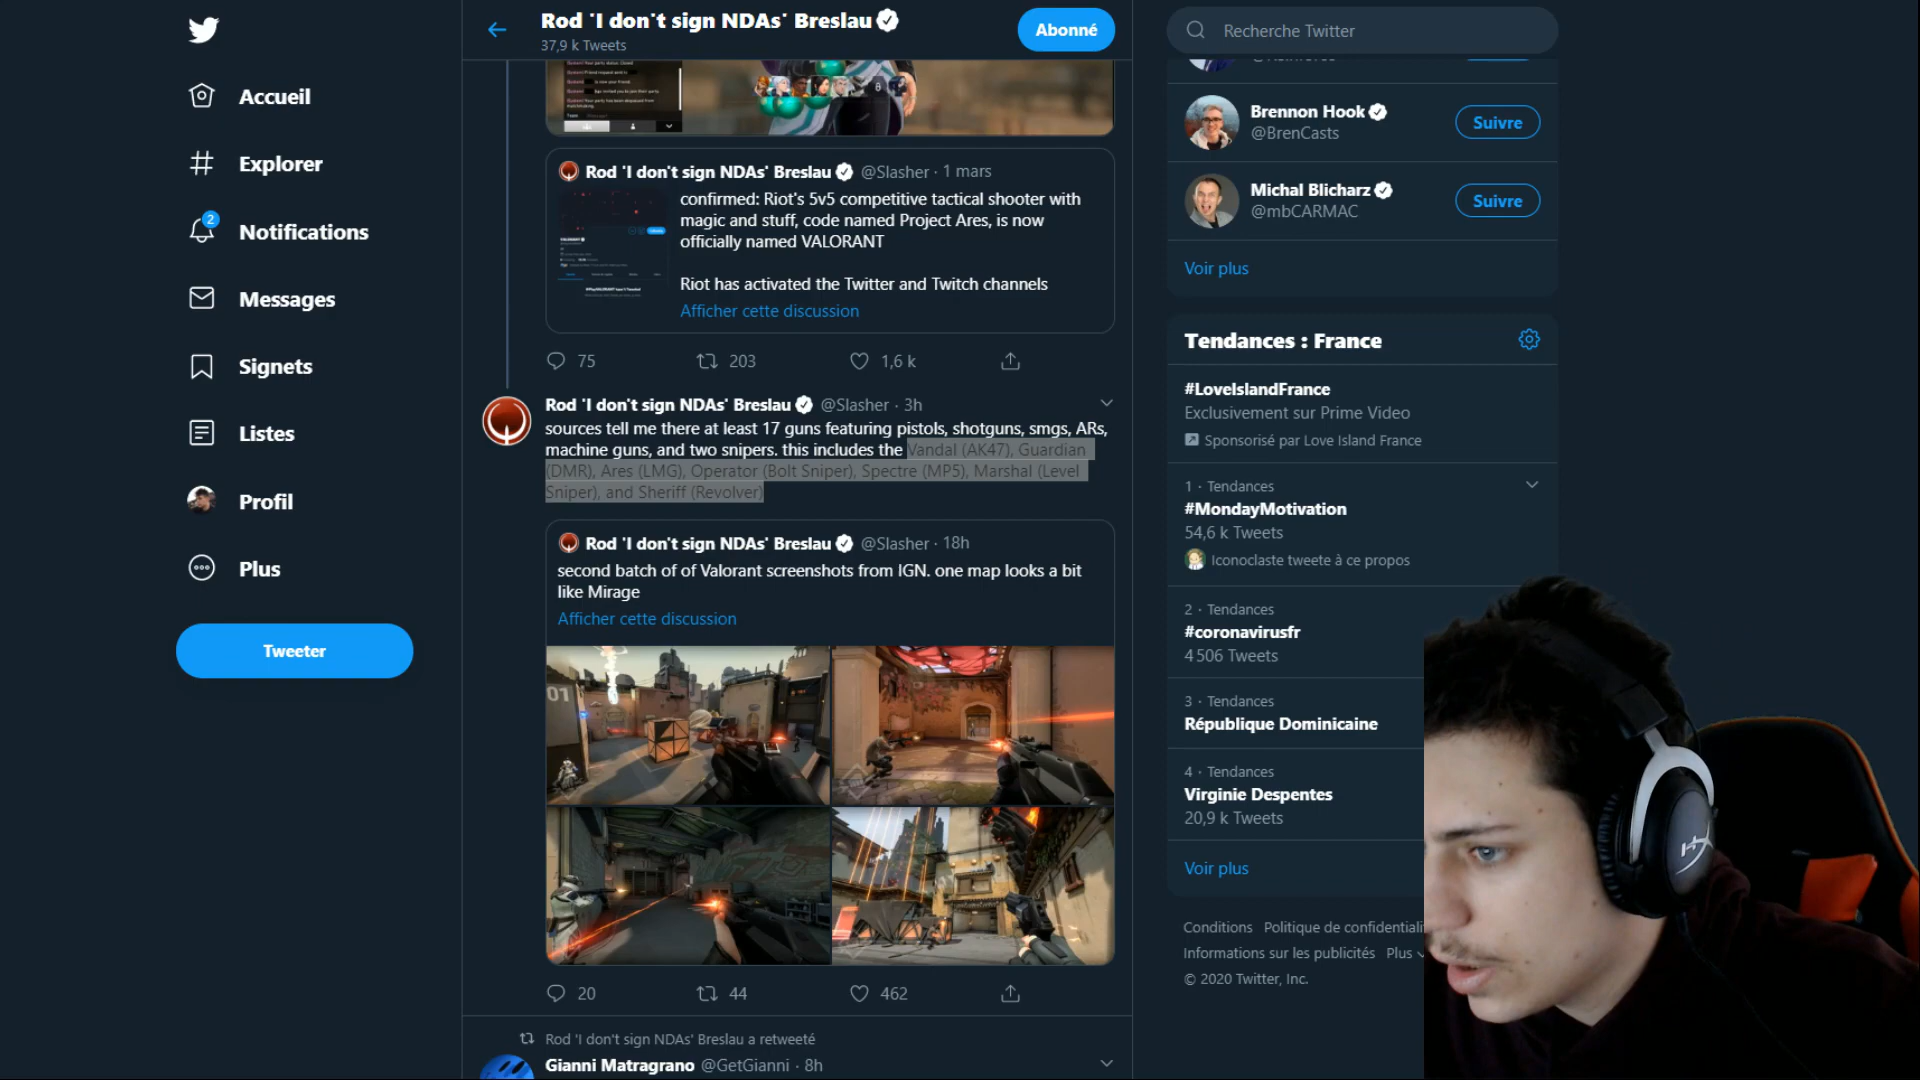 Rod 'I don't sign NDAs' Breslau
37,9 k Tweets
Abonné
Recherche Twitter
Accueil
Explorer
2
Notifications
Messages
Signets
Listes
Profil
Plus
Tweeter
Rod 'I don't sign NDAs' Breslau @Slasher · 1 mars
confirmed: Riot's 5v5 competitive tactical shooter with
magic and stuff, code named Project Ares, is now
officially named VALORANT
Riot has activated the Twitter and Twitch channels
Afficher cette discussion
75 203 1,6 k
Rod 'I don't sign NDAs' Breslau @Slasher · 3h
sources tell me there at least 17 guns featuring pistols, shotguns, smgs, ARs,
machine guns, and two snipers. this includes the Vandal (AK47), Guardian
(DMR), Ares (LMG), Operator (Bolt Sniper), Spectre (MP5), Marshal (Level
Sniper), and Sheriff (Revolver)
Rod 'I don't sign NDAs' Breslau @Slasher · 18h
second batch of of Valorant screenshots from IGN. one map looks a bit
like Mirage
Afficher cette discussion
01
20 44 462
Rod 'I don't sign NDAs' Breslau a retweeté
Gianni Matragrano @GetGianni · 8h
Brennon Hook
@BrenCasts
Suivre
Michal Blicharz
@mbCARMAC
Suivre
Voir plus
Tendances : France
#LoveIslandFrance
Exclusivement sur Prime Video
Sponsorisé par Love Island France
1 · Tendances
#MondayMotivation
54,6 k Tweets
Iconoclaste tweete à ce propos
2 · Tendances
#coronavirusfr
4 506 Tweets
3 · Tendances
République Dominicaine
4 · Tendances
Virginie Despentes
20,9 k Tweets
Voir plus
Conditions Politique de confidentiali
Informations sur les publicités Plus
© 2020 Twitter, Inc.